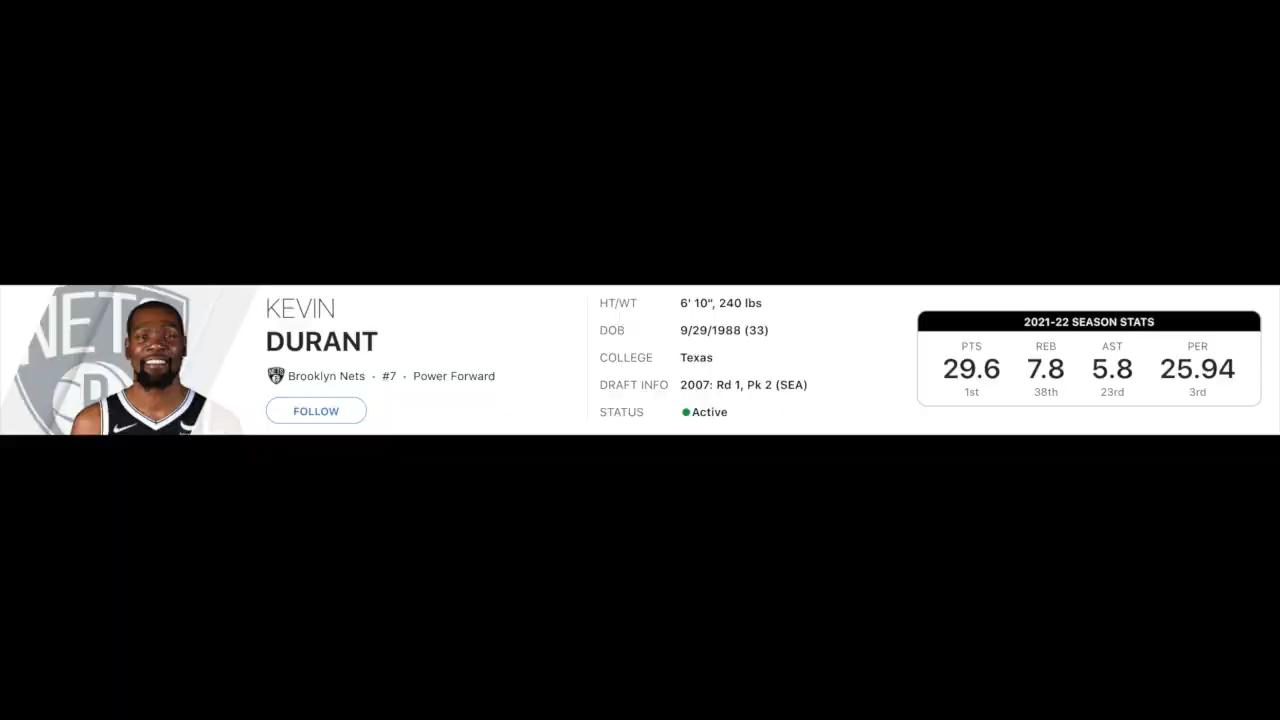 NETS
B
KEVIN
DURANT
NETS B Brooklyn Nets · #7 · Power Forward
FOLLOW
HT/WT 6' 10", 240 lbs
DOB 9/29/1988 (33)
COLLEGE Texas
DRAFT INFO 2007: Rd 1, Pk 2 (SEA)
STATUS Active
2021-22 SEASON STATS
PTS REB AST PER
29.6 7.8 5.8 25.94
1st 38th 23rd 3rd